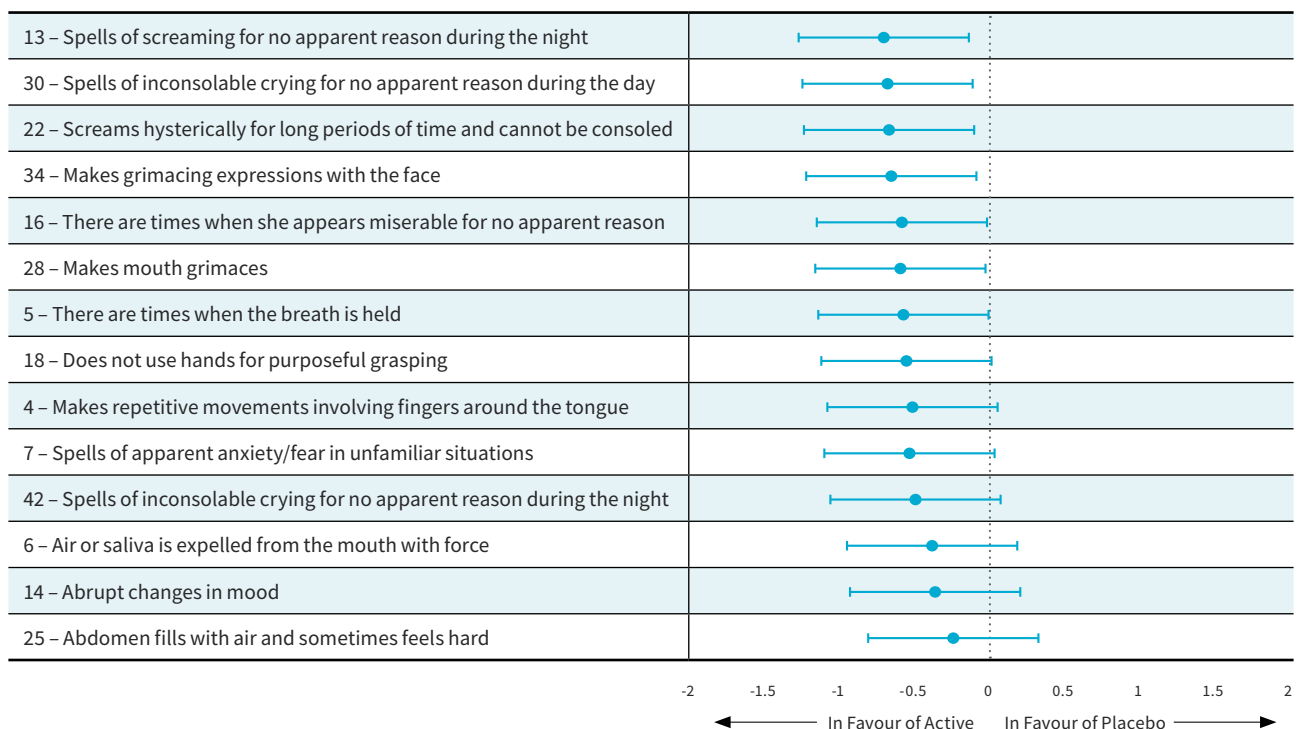 13 – Spells of screaming for no apparent reason during the night
30 – Spells of inconsolable crying for no apparent reason during the day
22 – Screams hysterically for long periods of time and cannot be consoled
34 – Makes grimacing expressions with the face
16 – There are times when she appears miserable for no apparent reason
28 – Makes mouth grimaces
5 – There are times when the breath is held
18 – Does not use hands for purposeful grasping
4 – Makes repetitive movements involving fingers around the tongue
7 – Spells of apparent anxiety/fear in unfamiliar situations
42 – Spells of inconsolable crying for no apparent reason during the night
6 – Air or saliva is expelled from the mouth with force
14 – Abrupt changes in mood
25 – Abdomen fills with air and sometimes feels hard
-2 -1.5 -1 -0.5 0 0.5 1 1.5 2
In Favour of Active In Favour of Placebo